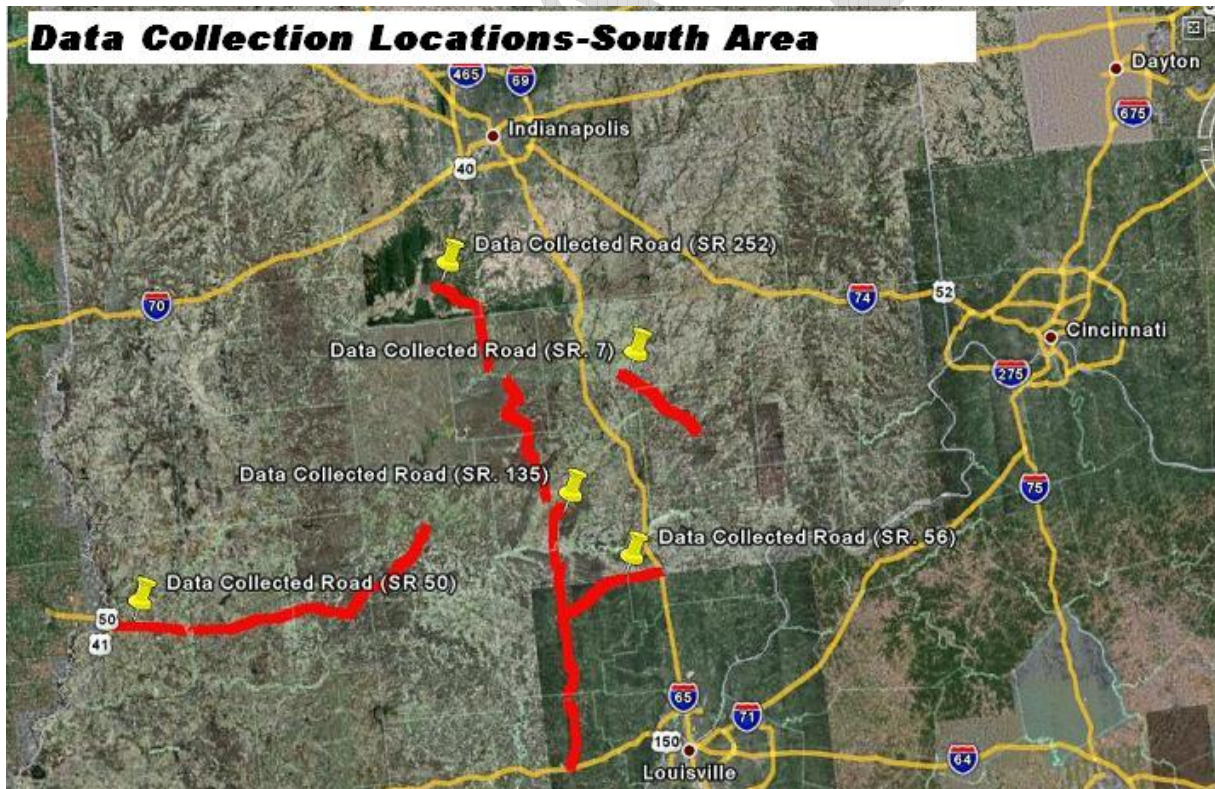 Data Collection Locations-South Area
Dayton
465
69
675
Indianapolis
40
Data Collected Road (SR 252)
70
74
52
Cincinnati
Data Collected Road (SR. 7)
275
Data Collected Road (SR. 135)
75
Data Collected Road (SR. 56)
Data Collected Road (SR 50)
50
41
65
71
150
64
Louisville